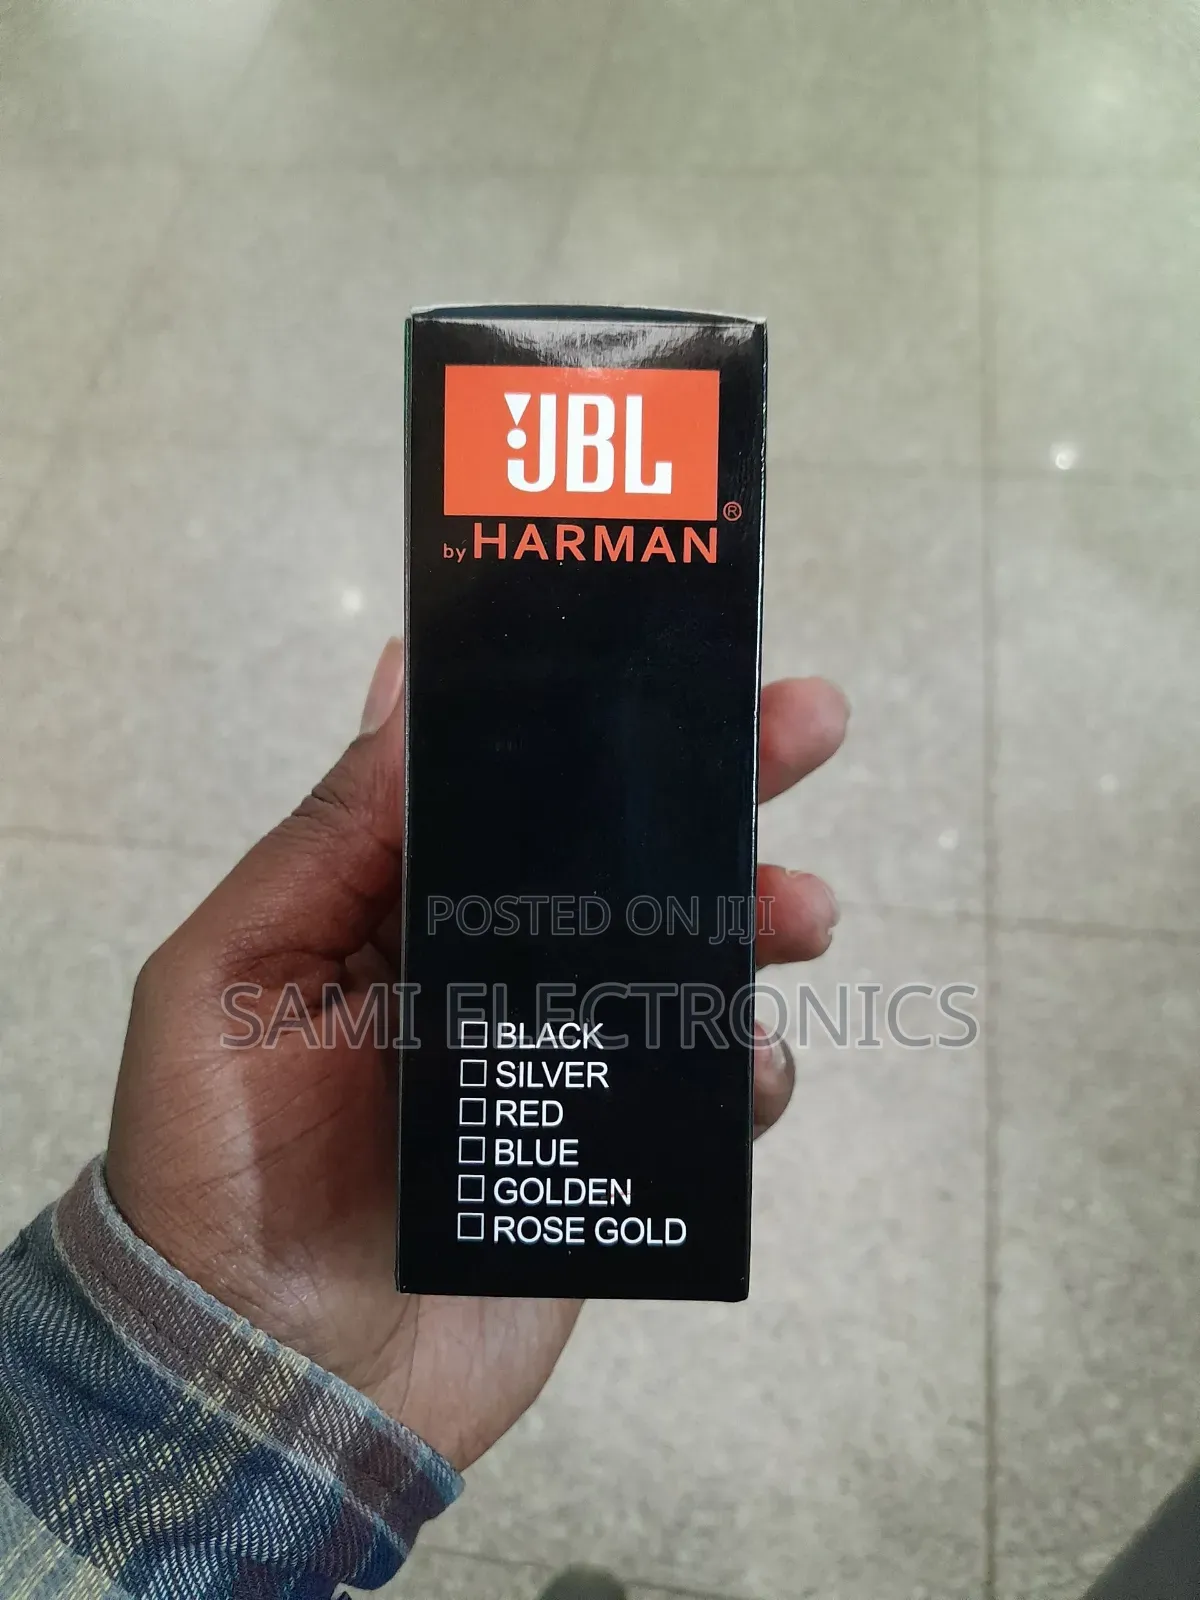 JBL
®
by HARMAN
POSTED ON JIJI
SAMI ELECTRONICS
BLACK
SILVER
RED
BLUE
GOLDEN
ROSE GOLD